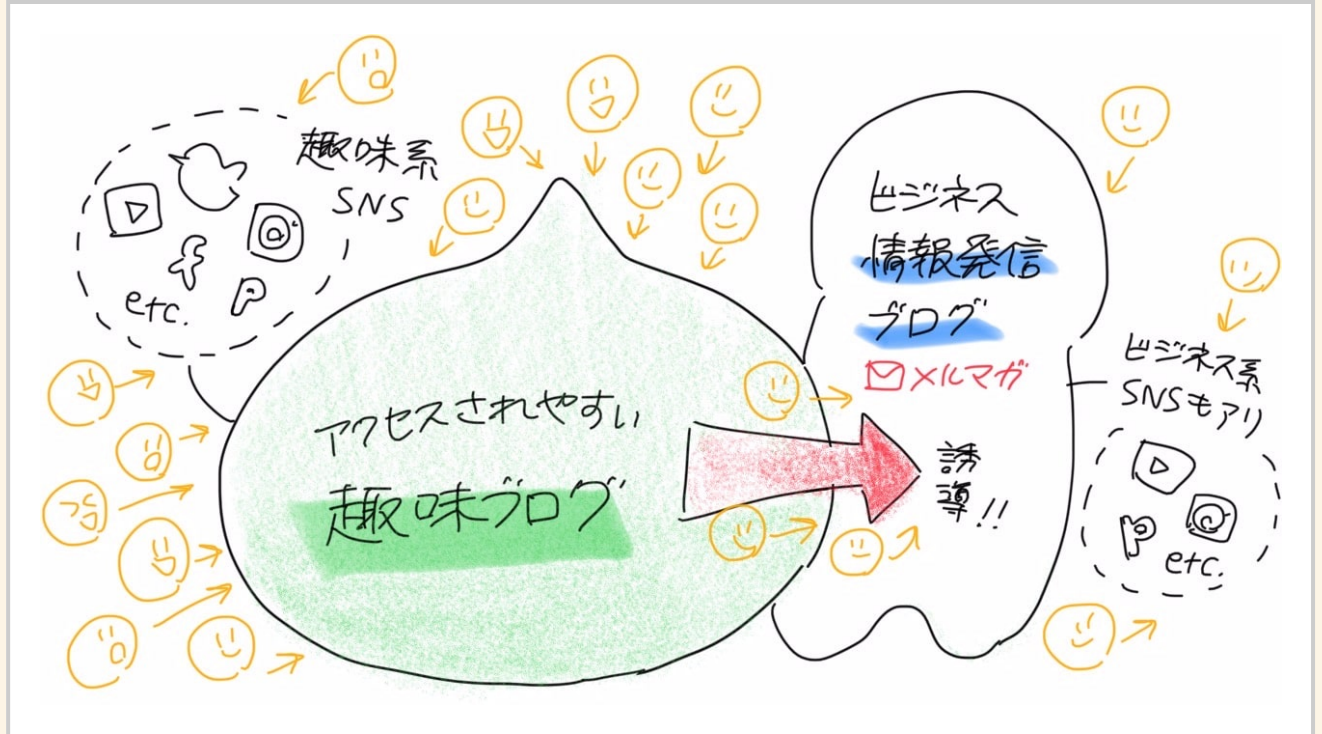 趣味系
SNS
etc.
アクセスされやすい
趣味ブログ
ビジネス
情報発信
ブログ
メルマガ
誘
導!!
ビジネス系
SNSもアリ
etc.